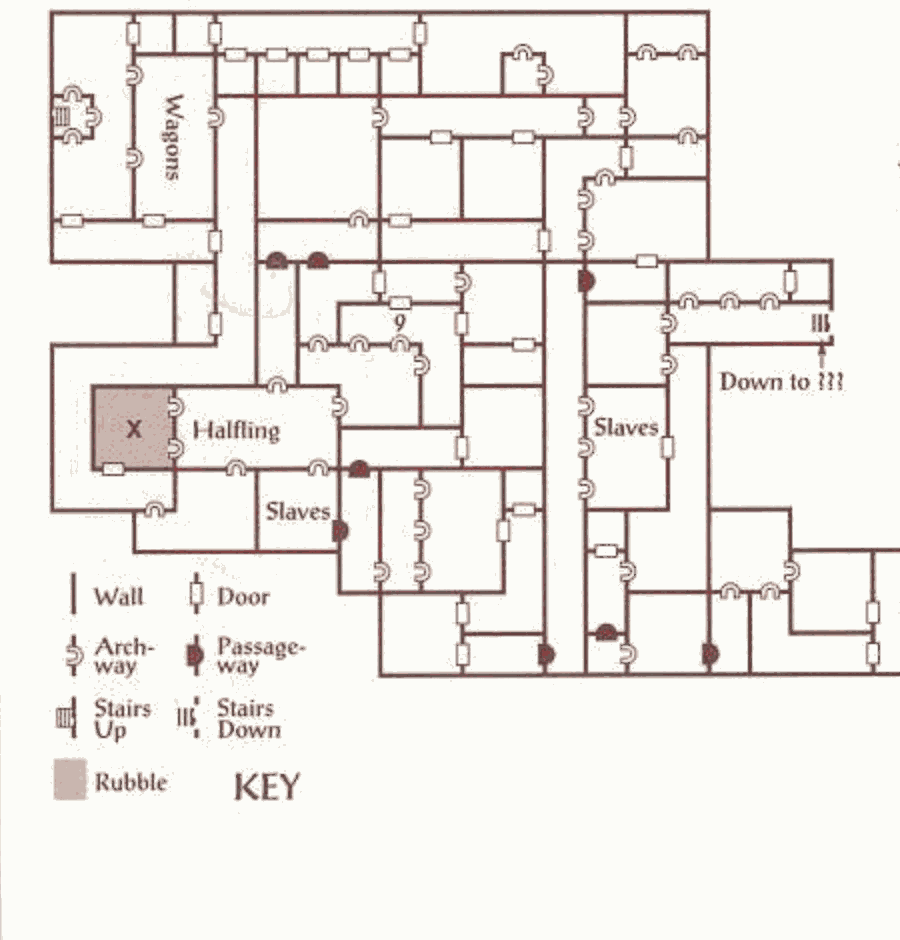 Wagons
9
Down to ???
X
Halfling
Slaves
Slaves
Wall
Door
Arch-
way
Passage-
way
Stairs
Up
Stairs
Down
Rubble
KEY